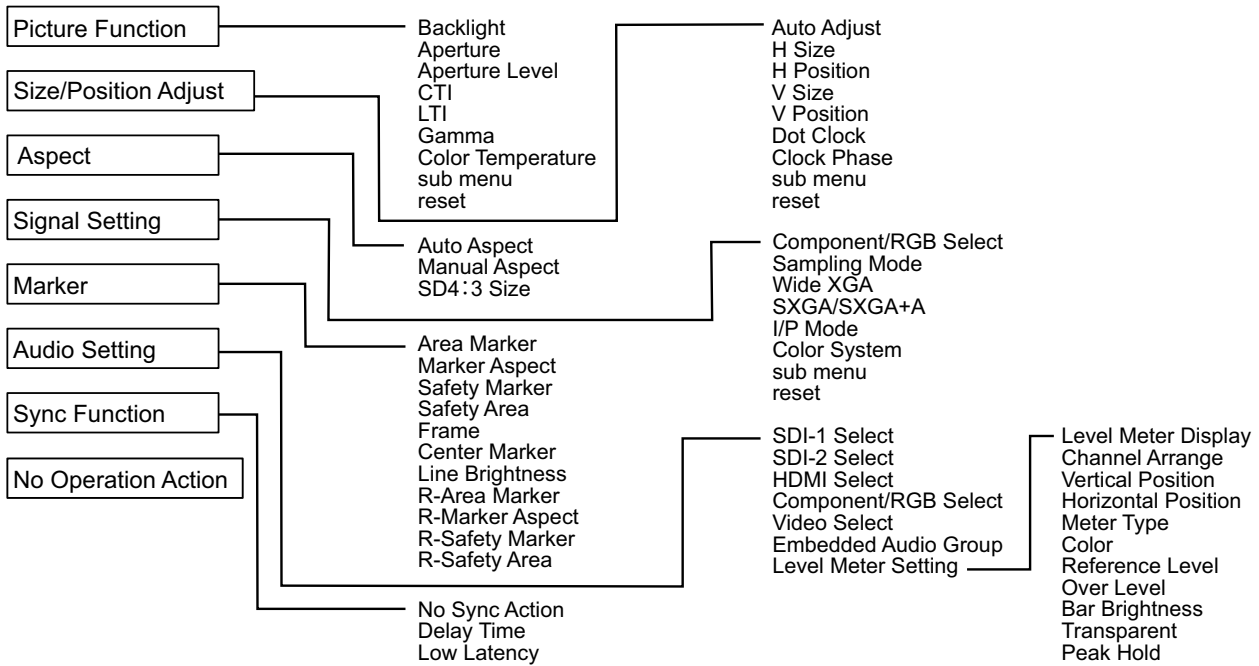 Picture Function
Size/Position Adjust
Aspect
Signal Setting
Marker
Audio Setting
Sync Function
No Operation Action
Backlight
Aperture
Aperture Level
CTI
LTI
Gamma
Color Temperature
sub menu
reset
Auto Aspect
Manual Aspect
SD4:3 Size
Area Marker
Marker Aspect
Safety Marker
Safety Area
Frame
Center Marker
Line Brightness
R-Area Marker
R-Marker Aspect
R-Safety Marker
R-Safety Area
No Sync Action
Delay Time
Low Latency
Auto Adjust
H Size
H Position
V Size
V Position
Dot Clock
Clock Phase
sub menu
reset
Component/RGB Select
Sampling Mode
Wide XGA
SXGA/SXGA+A
I/P Mode
Color System
sub menu
reset
SDI-1 Select
SDI-2 Select
HDMI Select
Component/RGB Select
Video Select
Embedded Audio Group
Level Meter Setting
Level Meter Display
Channel Arrange
Vertical Position
Horizontal Position
Meter Type
Color
Reference Level
Over Level
Bar Brightness
Transparent
Peak Hold